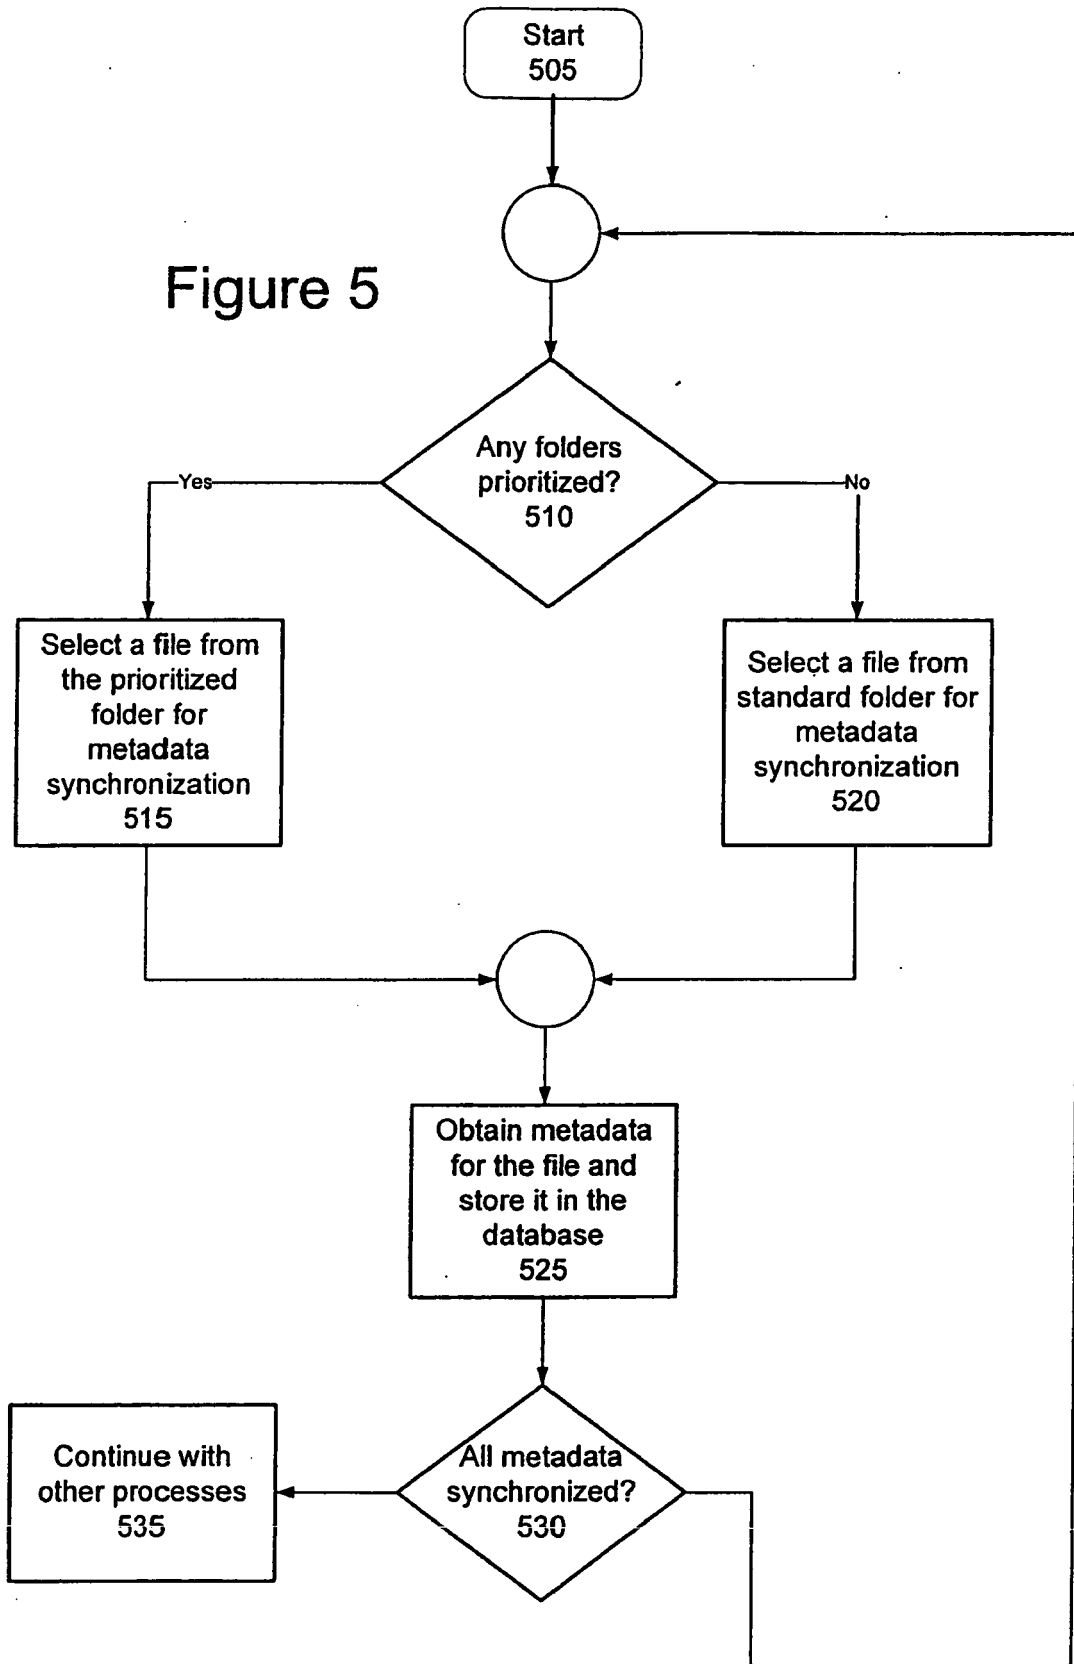 Start
505
Figure 5
Any folders
prioritized?
510
Yes
No
Select a file from
the prioritized
folder for
metadata
synchronization
515
Select a file from
standard folder for
metadata
synchronization
520
Obtain metadata
for the file and
store it in the
database
525
All metadata
synchronized?
530
Continue with
other processes
535